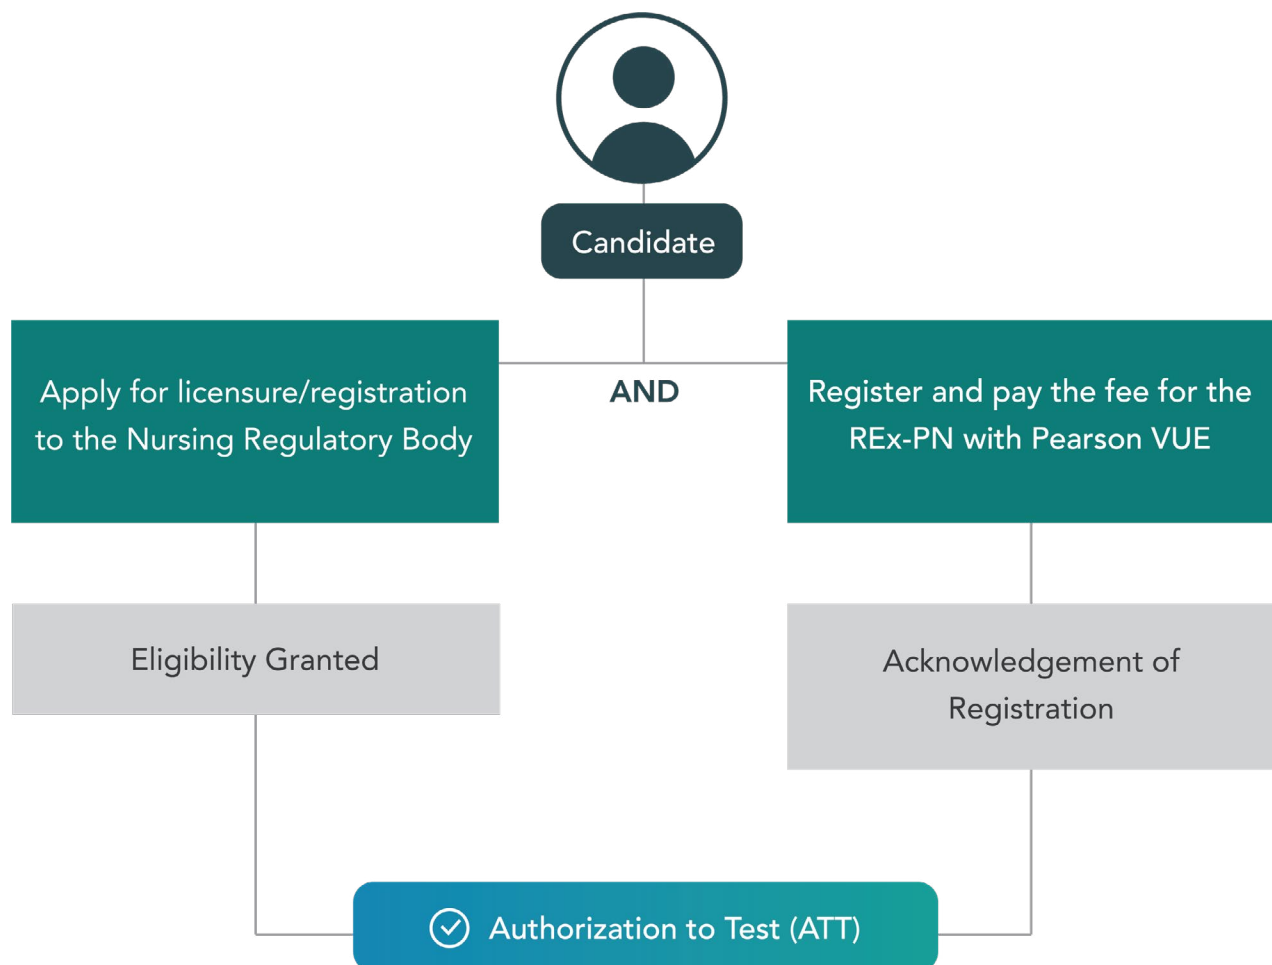 Candidate
Apply for licensure/registration
to the Nursing Regulatory Body
AND
Register and pay the fee for the
REx-PN with Pearson VUE
Eligibility Granted
Acknowledgement of
Registration
Authorization to Test (ATT)